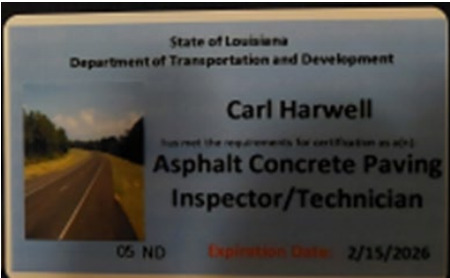 State of Louisiana
Department of Transportation and Development
Carl Harwell
has met the requirements for certification as a(n):
Asphalt Concrete Paving
Inspector/Technician
05 ND Expiration Date: 2/15/2026